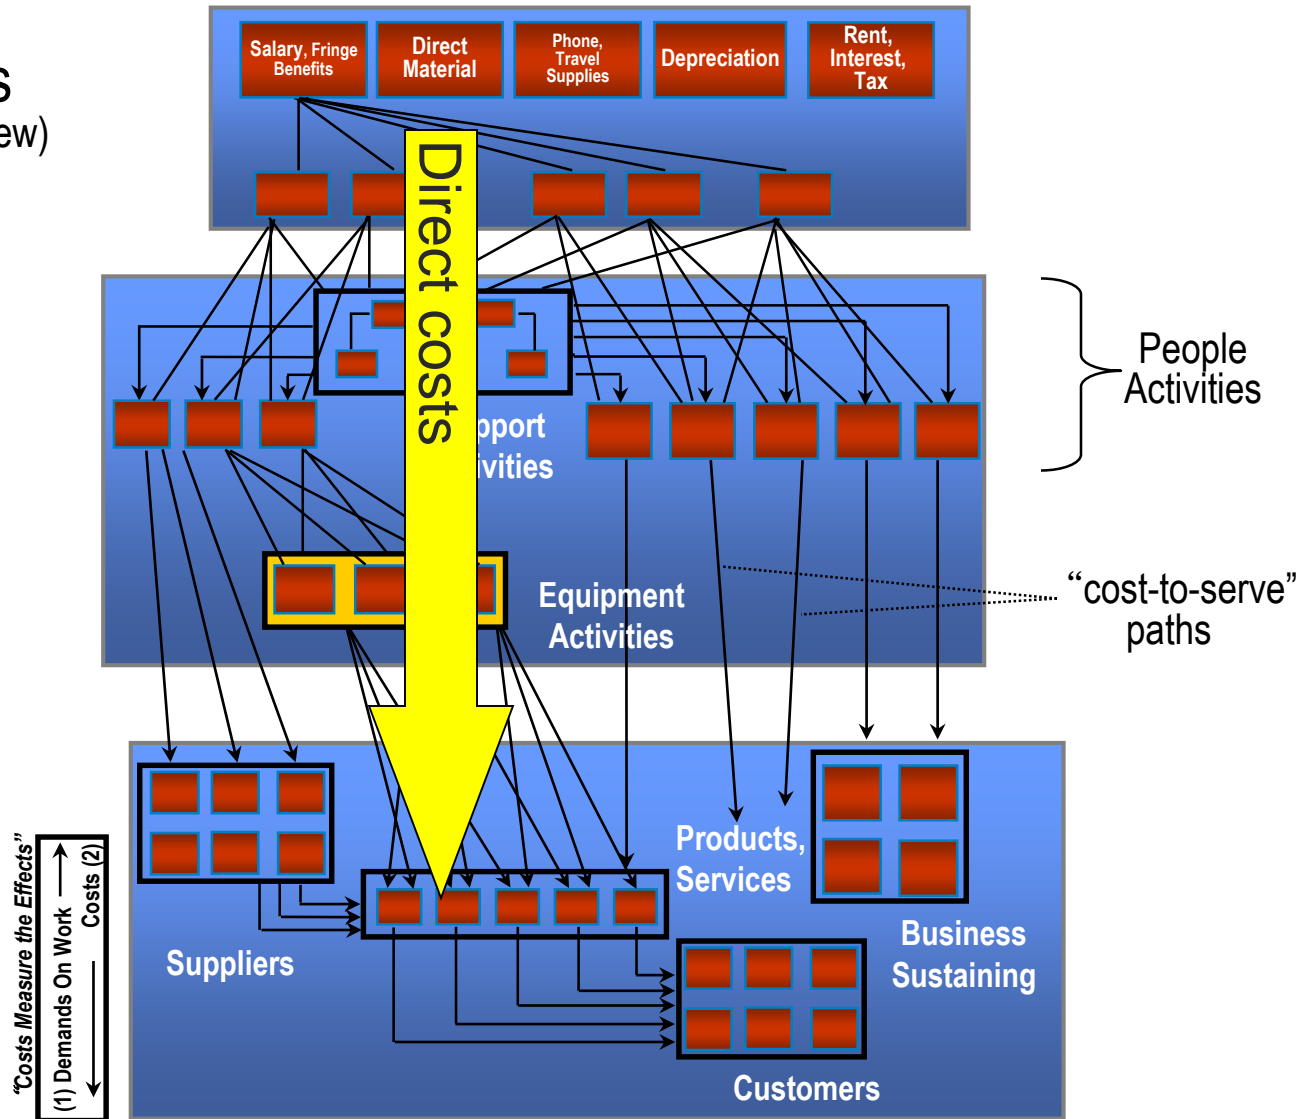 s
ew)
Salary, Fringe
Benefits
Direct
Material
Phone,
Travel
Supplies
Depreciation
Rent,
Interest,
Tax
Direct costs
People
Activities
pport
ivities
Equipment
Activities
“cost-to-serve”
paths
Products,
Services
Suppliers
Business
Sustaining
Customers
“Costs Measure the Effects”
(1) Demands On Work
Costs (2)